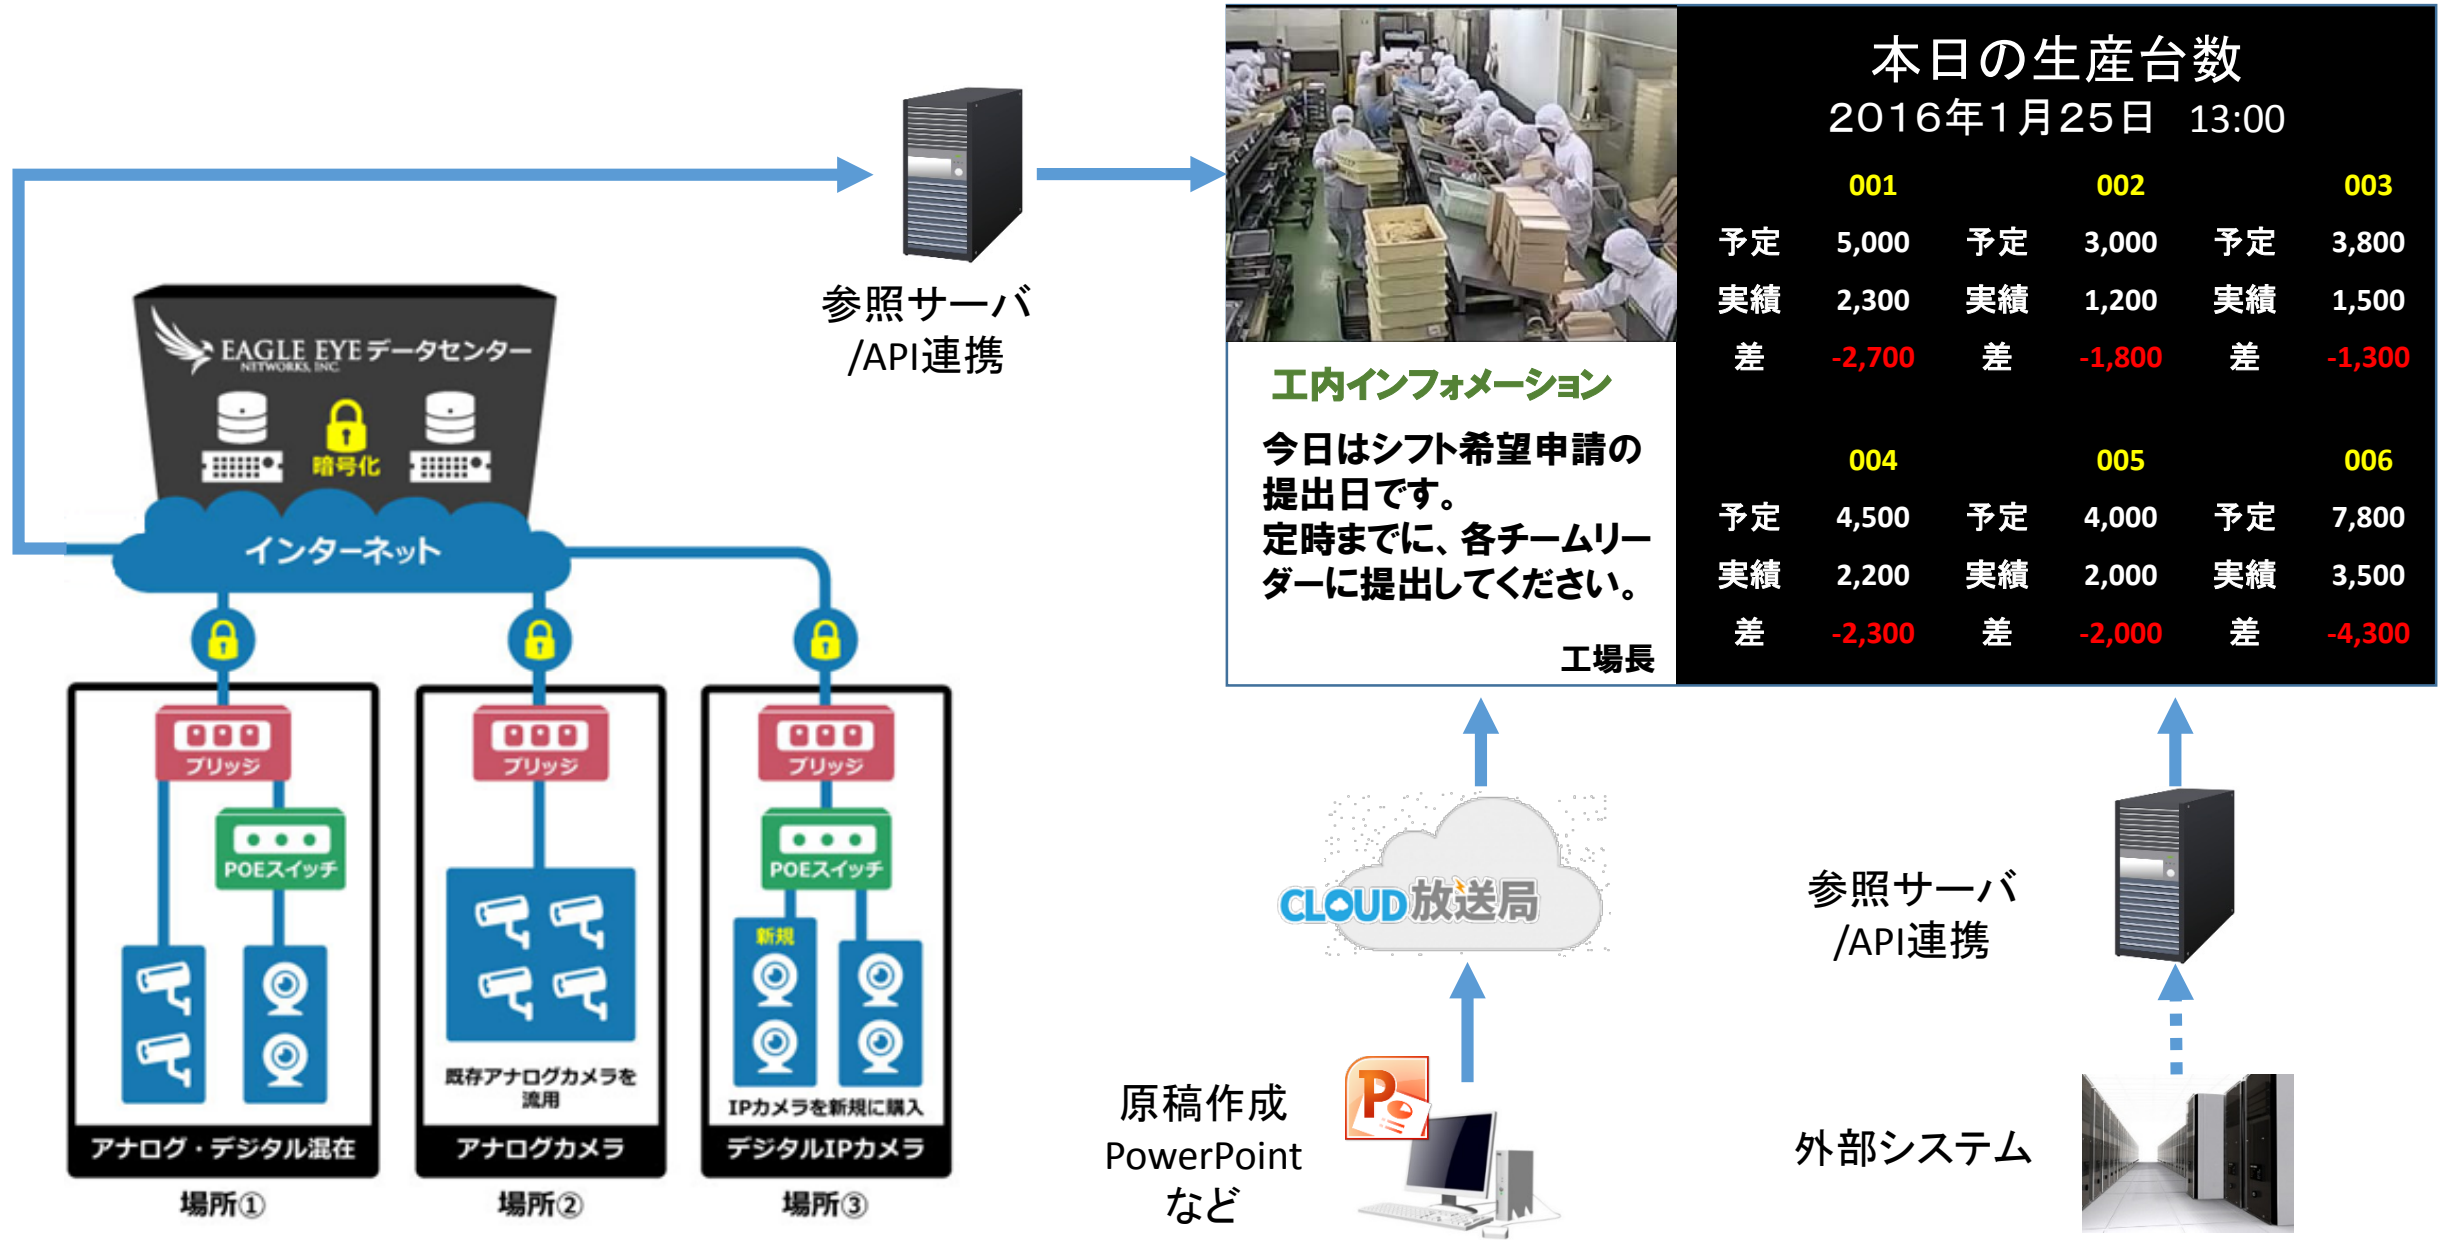 EAGLE EYEデータセンター
NETWORKS, INC.
暗号化
インターネット
ブリッジ
POEスイッチ
アナログ・デジタル混在
場所①
ブリッジ
既存アナログカメラを
流用
アナログカメラ
場所②
ブリッジ
POEスイッチ
新規
IPカメラを新規に購入
デジタルIPカメラ
場所③
参照サーバ
/API連携
工内インフォメーション
今日はシフト希望申請の
提出日です。
定時までに、各チームリー
ダーに提出してください。
工場長
本日の生産台数
2016年1月25日 13:00
001 002 003
予定 5,000 予定 3,000 予定 3,800
実績 2,300 実績 1,200 実績 1,500
差 -2,700 差 -1,800 差 -1,300
004 005 006
予定 4,500 予定 4,000 予定 7,800
実績 2,200 実績 2,000 実績 3,500
差 -2,300 差 -2,000 差 -4,300
CLOUD放送局
原稿作成
PowerPoint
など
P
参照サーバ
/API連携
外部システム